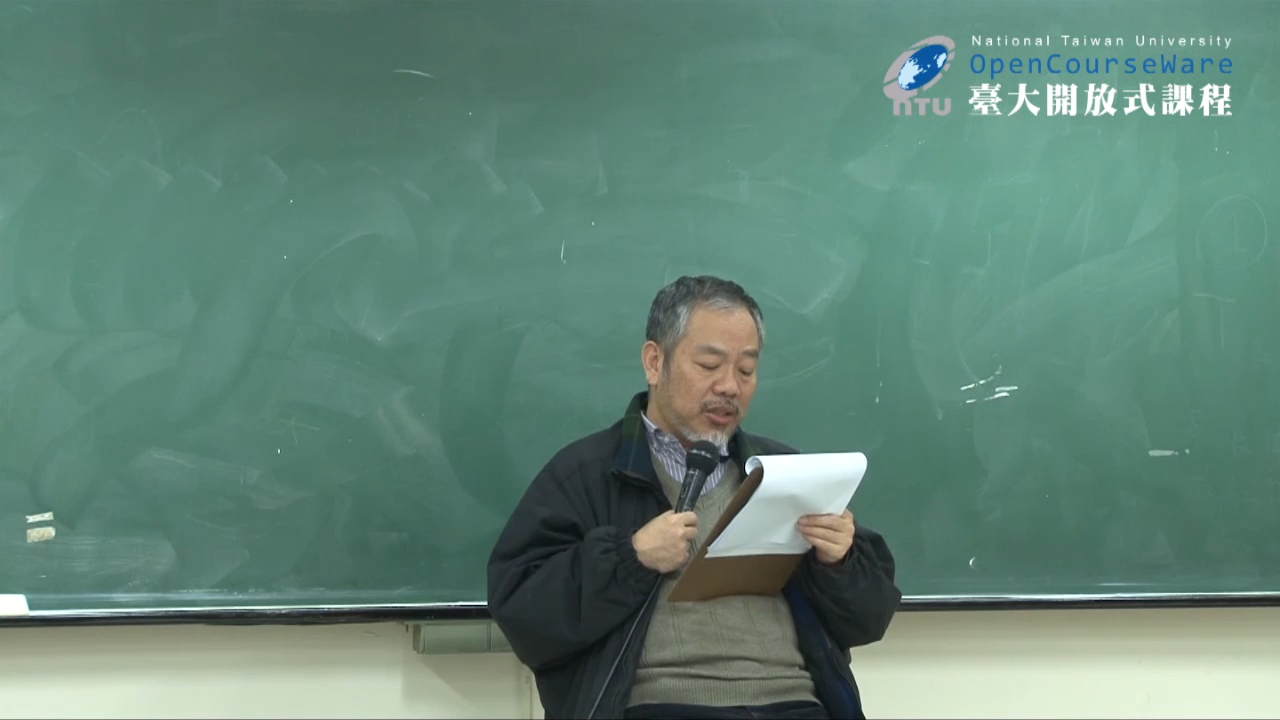 National Taiwan University
OpenCourseWare
臺大開放式課程
NTU